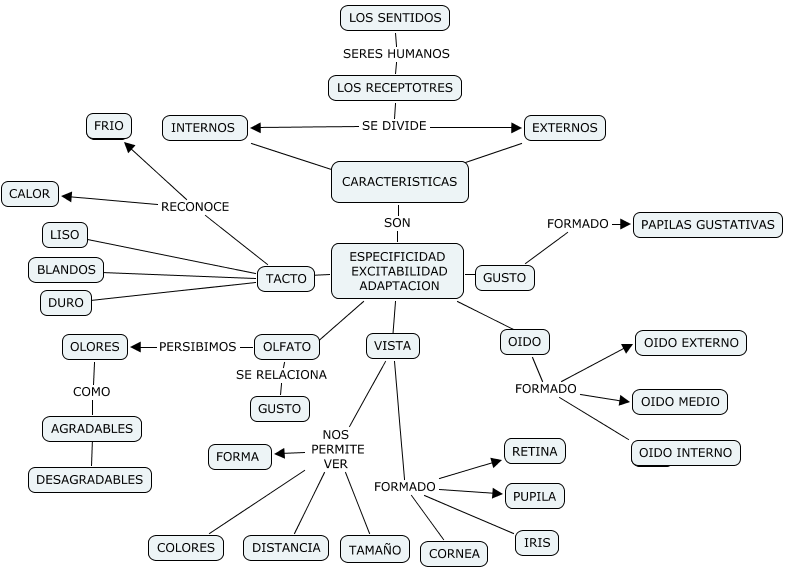 LOS SENTIDOS
SERES HUMANOS
LOS RECEPTOTRES
FRIO
INTERNOS
SE DIVIDE
EXTERNOS
CALOR
RECONOCE
CARACTERISTICAS
SON
FORMADO
PAPILAS GUSTATIVAS
LISO
BLANDOS
DURO
TACTO
ESPECIFICIDAD
EXCITABILIDAD
ADAPTACION
GUSTO
OLORES
PERSIBIMOS
OLFATO
VISTA
OIDO
OIDO EXTERNO
SE RELACIONA
GUSTO
COMO
FORMADO
OIDO MEDIO
AGRADABLES
OIDO INTERNO
DESAGRADABLES
FORMA
NOS
PERMITE
VER
RETINA
FORMADO
PUPILA
COLORES
DISTANCIA
TAMAÑO
CORNEA
IRIS